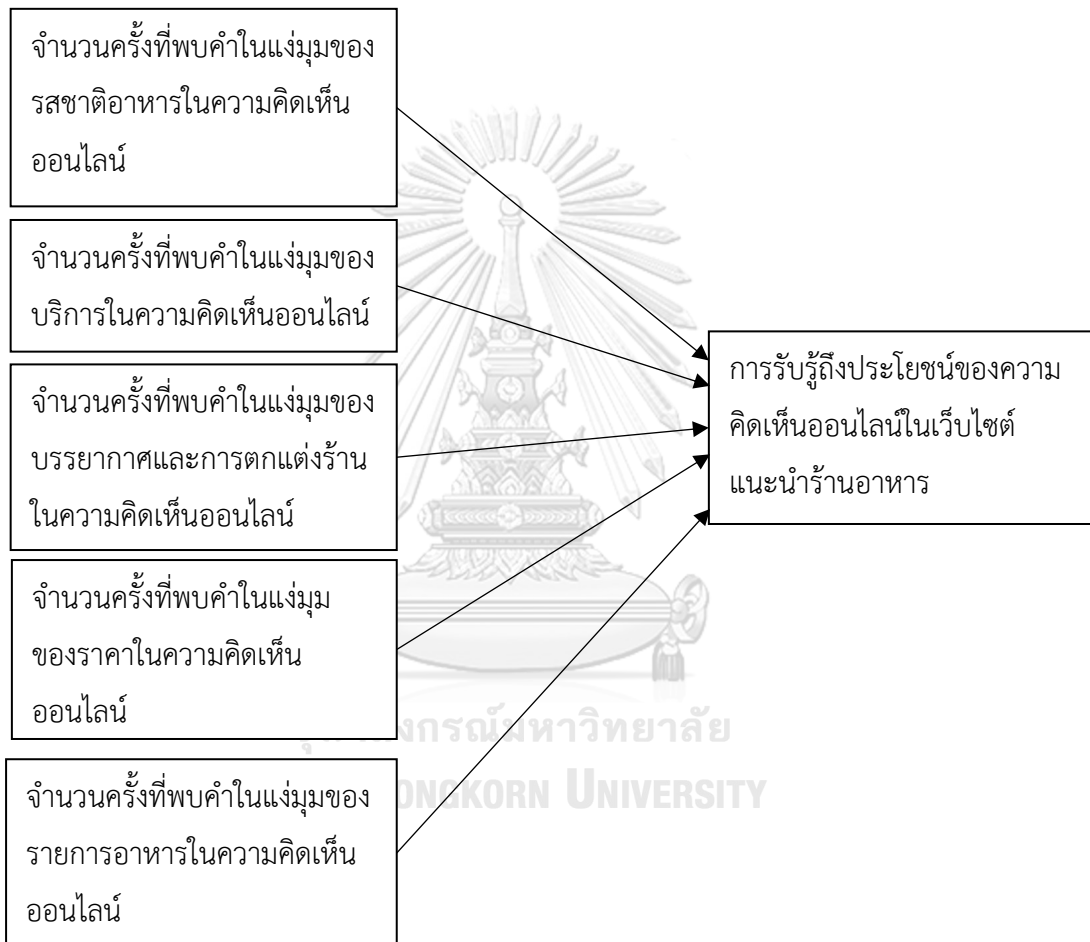 จำนวนครั้งที่พบคำในแง่มุมของ
รสชาติอาหารในความคิดเห็น
ออนไลน์
จำนวนครั้งที่พบคำในแง่มุมของ
บริการในความคิดเห็นออนไลน์
จำนวนครั้งที่พบคำในแง่มุมของ
บรรยากาศและการตกแต่งร้าน
ในความคิดเห็นออนไลน์
จำนวนครั้งที่พบคำในแง่มุม
ของราคาในความคิดเห็น
ออนไลน์
จำนวนครั้งที่พบคำในแง่มุมของ
รายการอาหารในความคิดเห็น
ออนไลน์
การรับรู้ถึงประโยชน์ของความ
คิดเห็นออนไลน์ในเว็บไซต์
แนะนำร้านอาหาร
งกรณ์มหาวิทยาลัย
ONGKORN UNIVERSITY